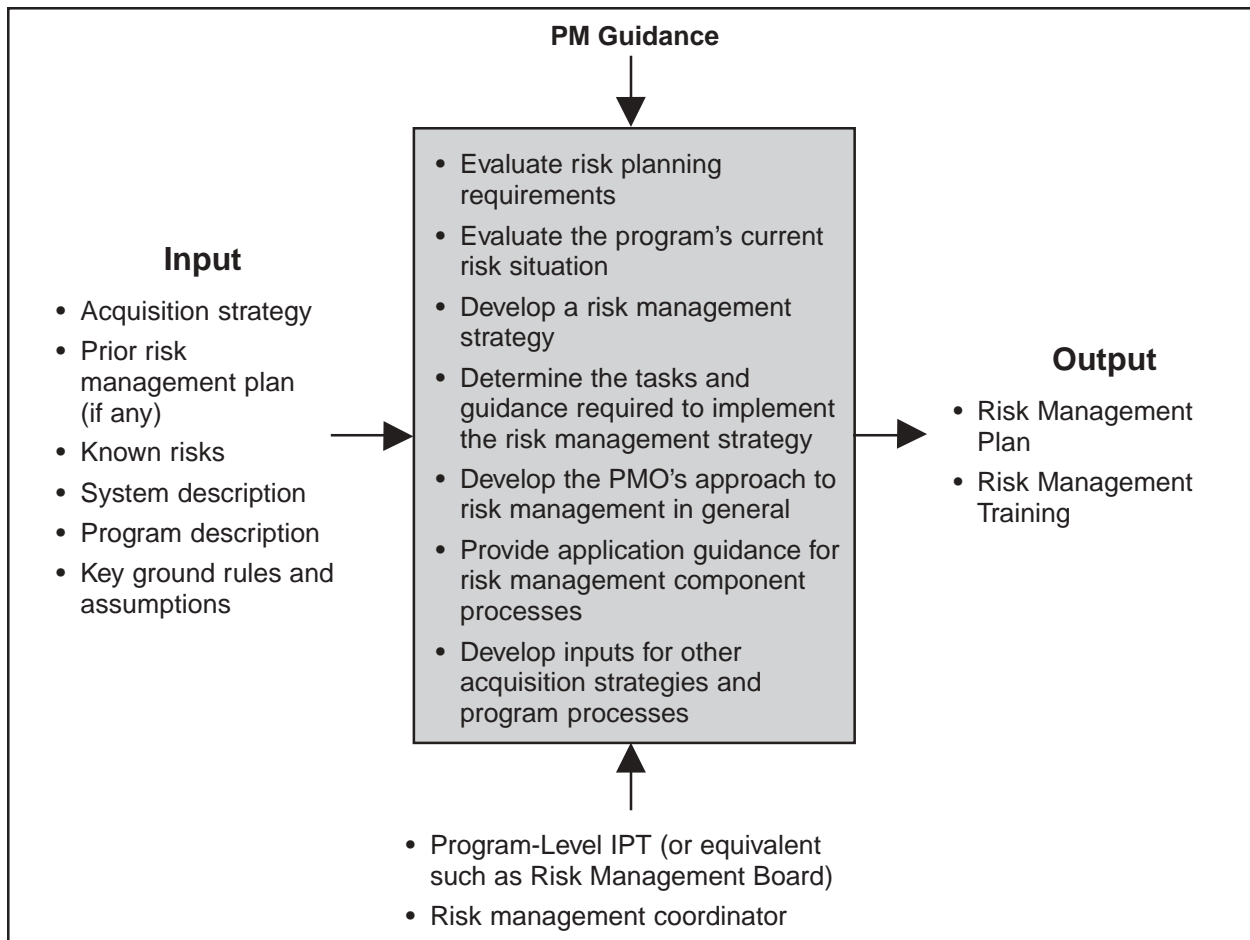 PM Guidance
Input
• Acquisition strategy
• Prior risk
management plan
(if any)
• Known risks
• System description
• Program description
• Key ground rules and
assumptions
• Evaluate risk planning
requirements
• Evaluate the program's current
risk situation
• Develop a risk management
strategy
• Determine the tasks and
guidance required to implement
the risk management strategy
• Develop the PMO's approach to
risk management in general
• Provide application guidance for
risk management component
processes
• Develop inputs for other
acquisition strategies and
program processes
Output
• Risk Management
Plan
• Risk Management
Training
• Program-Level IPT (or equivalent
such as Risk Management Board)
• Risk management coordinator